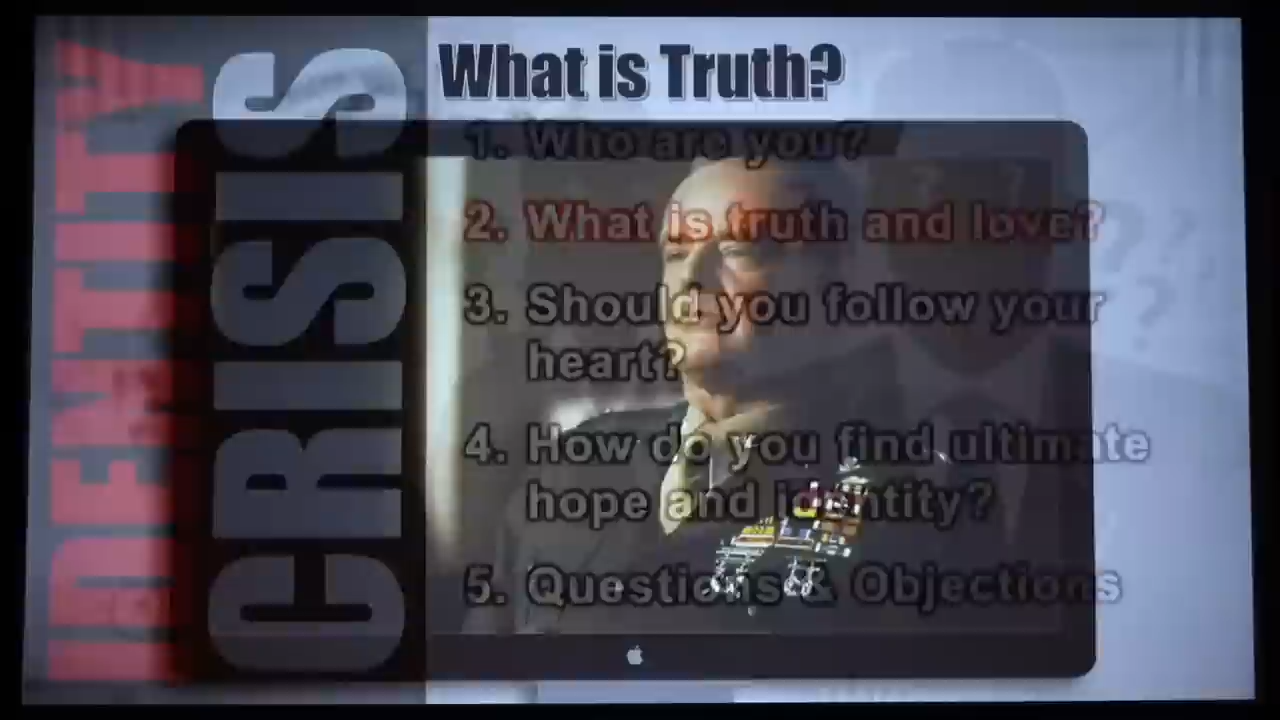 IDENTITY
CRISIS
What is Truth?
1. Who are you?
2. What is truth and love?
3. Should you follow your
heart?
4. How do you find ultimate
hope and identity?
5. Questions & Objections
? ?
? ?
?